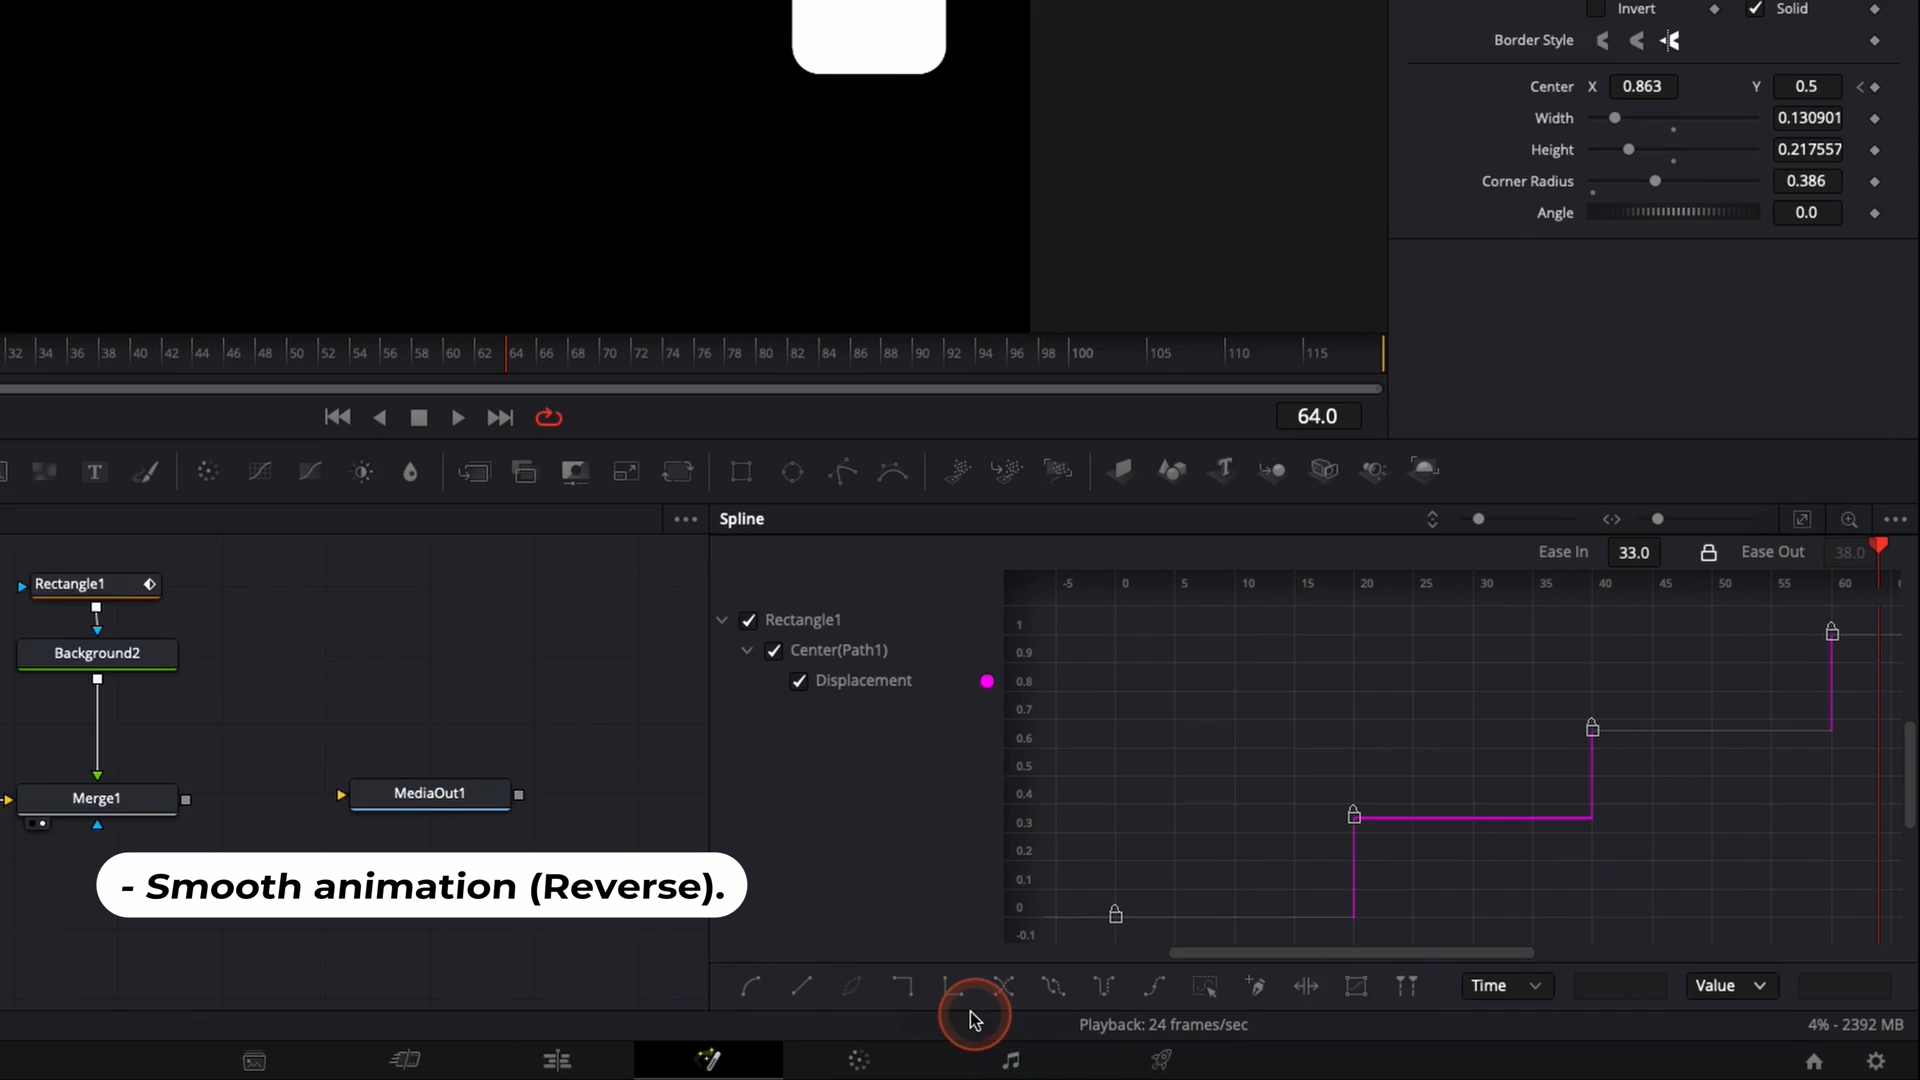 Invert Solid
Border Style
Center X 0.863 Y 0.5
Width 0.130901
Height 0.217557
Corner Radius 0.386
Angle 0.0
32 34 36 38 40 42 44 46 48 50 52 54 56 58 60 62 64 66 68 70 72 74 76 78 80 82 84 86 88 90 92 94 96 98 100 105 110 115
64.0
T
Spline
Ease In 33.0 Ease Out 38.0
-5 0 5 10 15 20 25 30 35 40 45 50 55 60
Rectangle1
Background2
Merge1
MediaOut1
Rectangle1
Center(Path1)
Displacement
1
0.9
0.8
0.7
0.6
0.5
0.4
0.3
0.2
0.1
0
-0.1
- Smooth animation (Reverse).
Time Value
Playback: 24 frames/sec
4% - 2392 MB